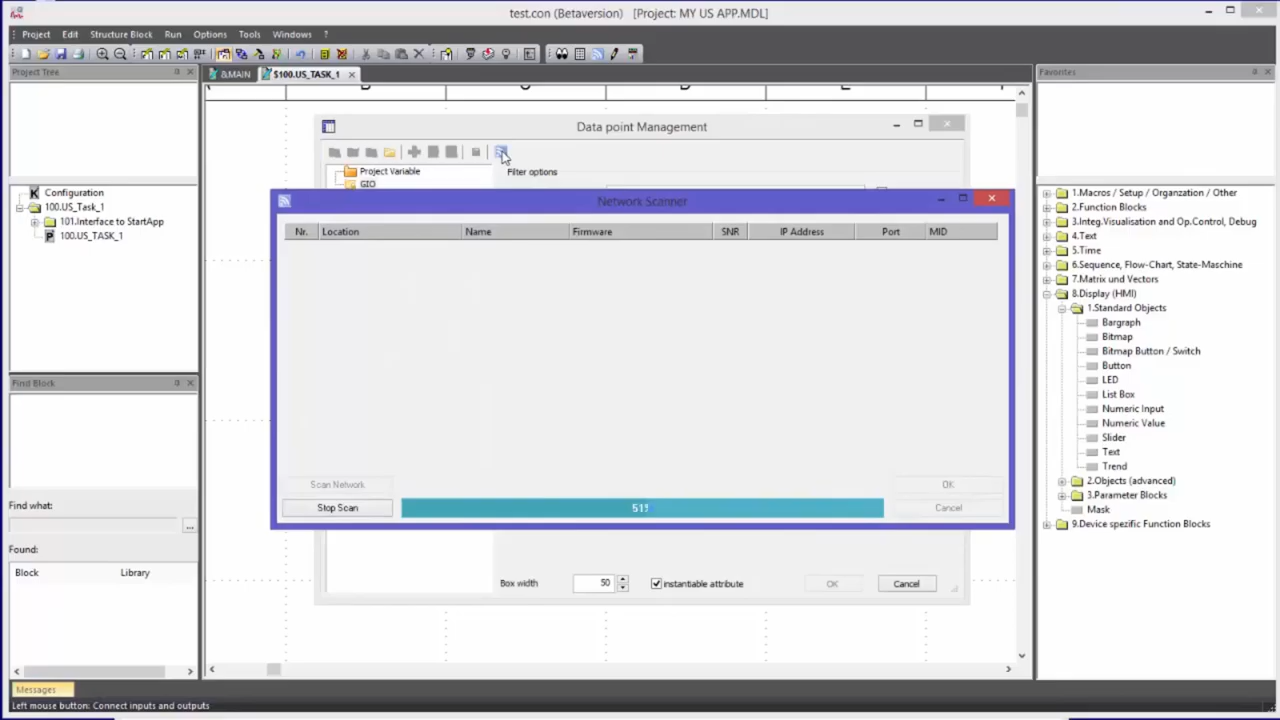 test.con (Betaversion)   [Project: MY US APP.MDL]
Project Edit Structure Block Run Options Tools Windows ?
Project Tree
&MAIN
$100.US_TASK_1
Favorites
Data point Management
Project Variable
GIO
Filter options
Configuration
100.US_Task_1
101.Interface to StartApp
100.US_TASK_1
Network Scanner
Nr. Location Name Firmware SNR IP Address Port MID
Scan Network
OK
Stop Scan
51%
Cancel
Box width
50
instantiable attribute
OK
Cancel
Find Block
Find what:
...
Found:
Block Library
1.Macros / Setup / Organzation / Other
2.Function Blocks
3.Integ.Visualisation and Op.Control, Debug
4.Text
5.Time
6.Sequence, Flow-Chart, State-Maschine
7.Matrix und Vectors
8.Display (HMI)
1.Standard Objects
Bargraph
Bitmap
Bitmap Button / Switch
Button
LED
List Box
Numeric Input
Numeric Value
Slider
Text
Trend
2.Objects (advanced)
3.Parameter Blocks
Mask
9.Device spezific Function Blocks
Messages
Left mouse button: Connect inputs and outputs